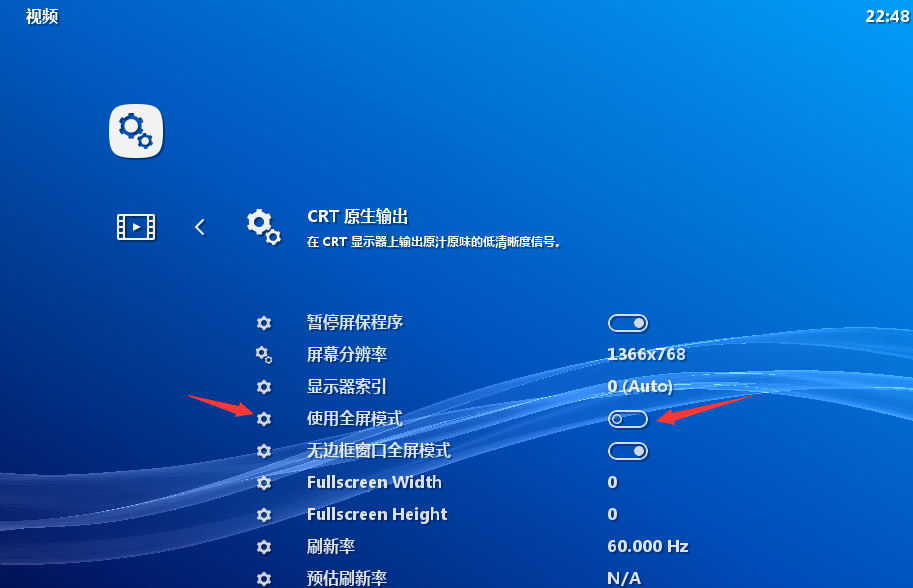 视频
22:48
CRT 原生输出
在 CRT 显示器上输出原汁原味的低清晰度信号。
暂停屏保程序
屏幕分辨率 1366x768
显示器索引 0 (Auto)
使用全屏模式
无边框窗口全屏模式
Fullscreen Width 0
Fullscreen Height 0
刷新率 60.000 Hz
预估刷新率 N/A